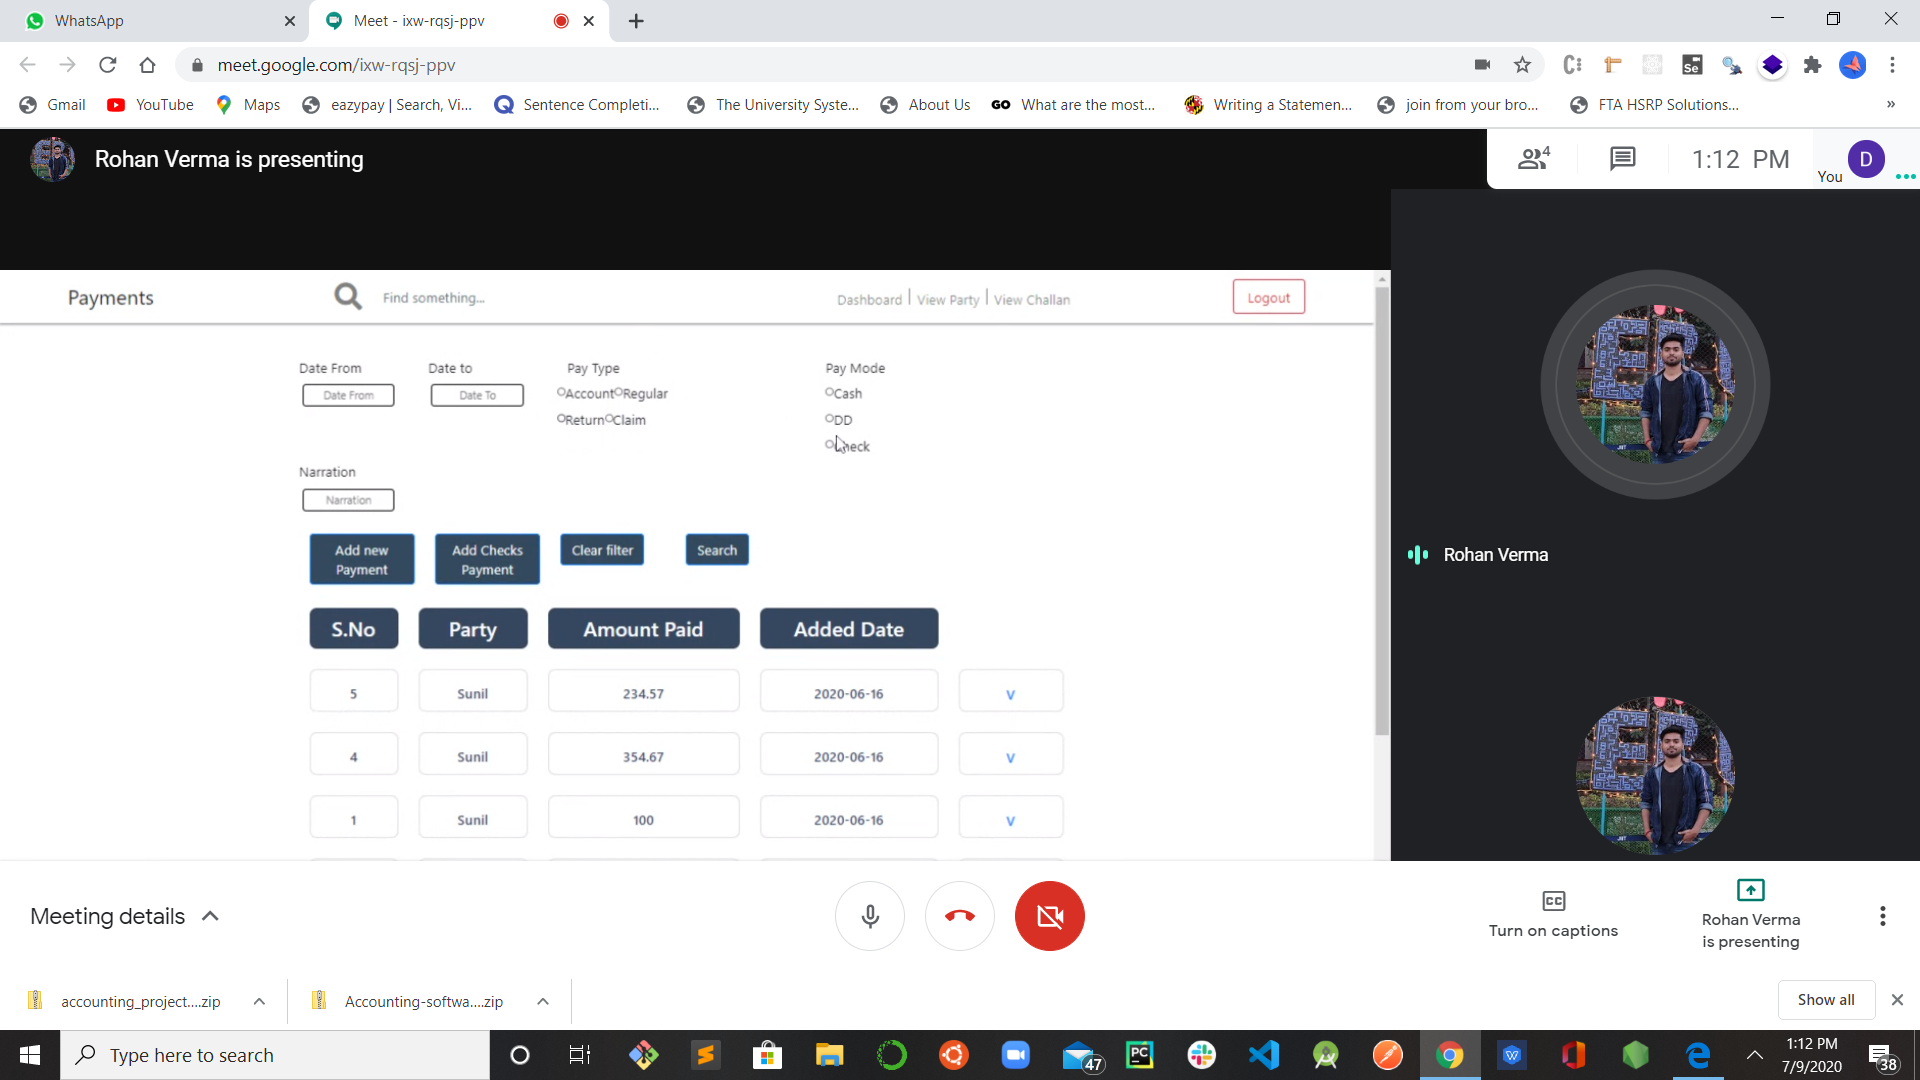 WhatsApp
Meet - ixw-rqsj-ppv
meet.google.com/ixw-rqsj-ppv
Gmail YouTube Maps eazypay | Search, Vi... Sentence Completi... The University Syste... About Us What are the most... Writing a Statemen... join from your bro... FTA HSRP Solutions... »
Rohan Verma is presenting
4
1:12 PM
You
D
Payments
Find something...
Dashboard | View Party | View Challan
Logout
Date From
Date to
Pay Type
Pay Mode
Date From
Date To
Account Regular
Cash
Return Claim
DD
Check
Narration
Narration
Add new
Payment
Add Checks
Payment
Clear filter
Search
S.No Party Amount Paid Added Date
5 Sunil 234.57 2020-06-16 v
4 Sunil 354.67 2020-06-16 v
1 Sunil 100 2020-06-16 v
Rohan Verma
Meeting details
CC
Turn on captions
Rohan Verma
is presenting
accounting_project....zip
Accounting-softwa....zip
Show all
Type here to search
47
PC
1:12 PM
7/9/2020
38